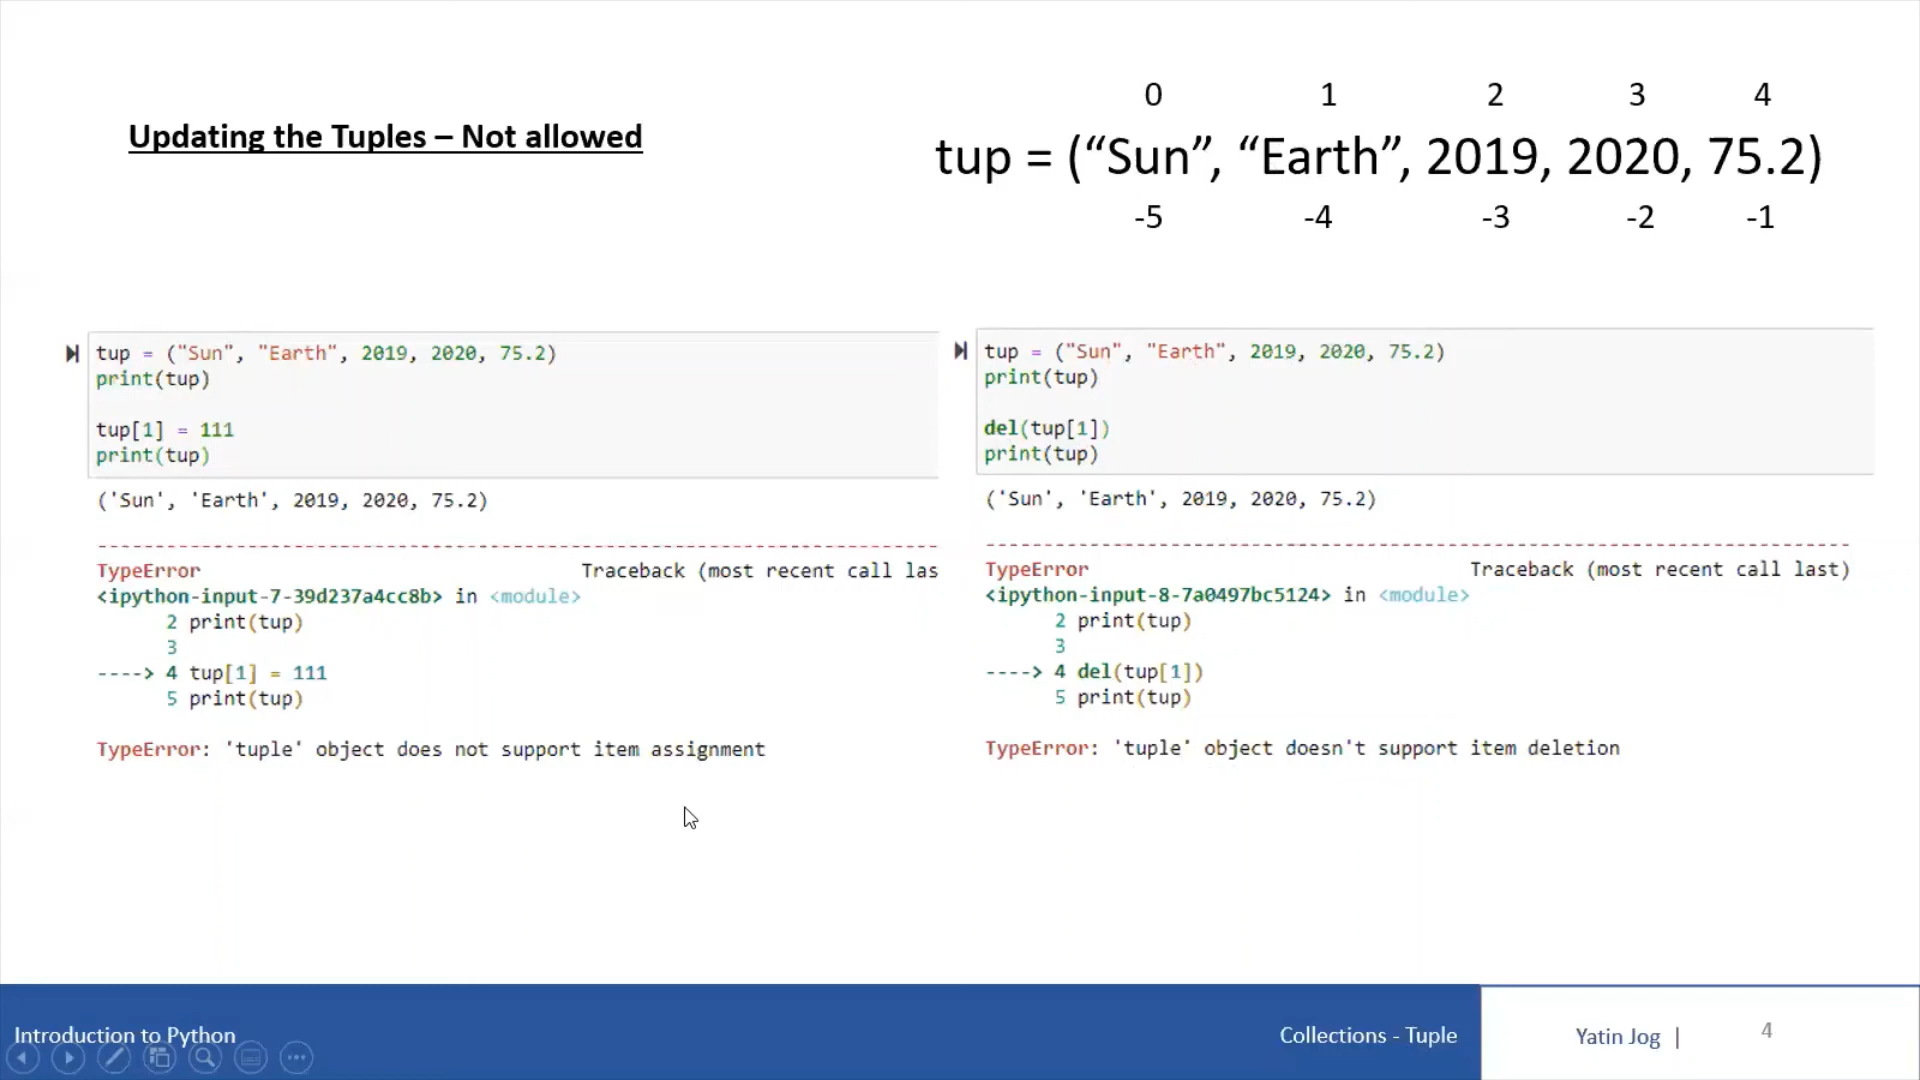 Updating the Tuples – Not allowed
0 1 2 3 4
tup = (“Sun”, “Earth”, 2019, 2020, 75.2)
-5 -4 -3 -2 -1
tup = ("Sun", "Earth", 2019, 2020, 75.2)
print(tup)
tup[1] = 111
print(tup)
('Sun', 'Earth', 2019, 2020, 75.2)
---------------------------------------------------------------------------
TypeError Traceback (most recent call las
<ipython-input-7-39d237a4cc8b> in <module>
2 print(tup)
3
----> 4 tup[1] = 111
5 print(tup)
TypeError: 'tuple' object does not support item assignment
tup = ("Sun", "Earth", 2019, 2020, 75.2)
print(tup)
del(tup[1])
print(tup)
('Sun', 'Earth', 2019, 2020, 75.2)
---------------------------------------------------------------------------
TypeError Traceback (most recent call last)
<ipython-input-8-7a0497bc5124> in <module>
2 print(tup)
3
----> 4 del(tup[1])
5 print(tup)
TypeError: 'tuple' object doesn't support item deletion
Introduction to Python
Collections - Tuple
Yatin Jog |
4